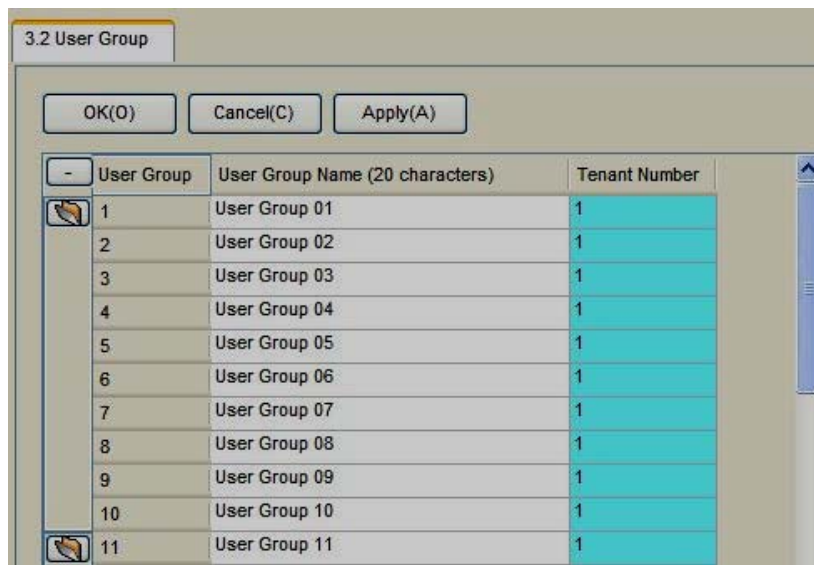 3.2 User Group
OK(O) Cancel(C) Apply(A)
- User Group User Group Name (20 characters) Tenant Number
1 User Group 01 1
2 User Group 02 1
3 User Group 03 1
4 User Group 04 1
5 User Group 05 1
6 User Group 06 1
7 User Group 07 1
8 User Group 08 1
9 User Group 09 1
10 User Group 10 1
11 User Group 11 1